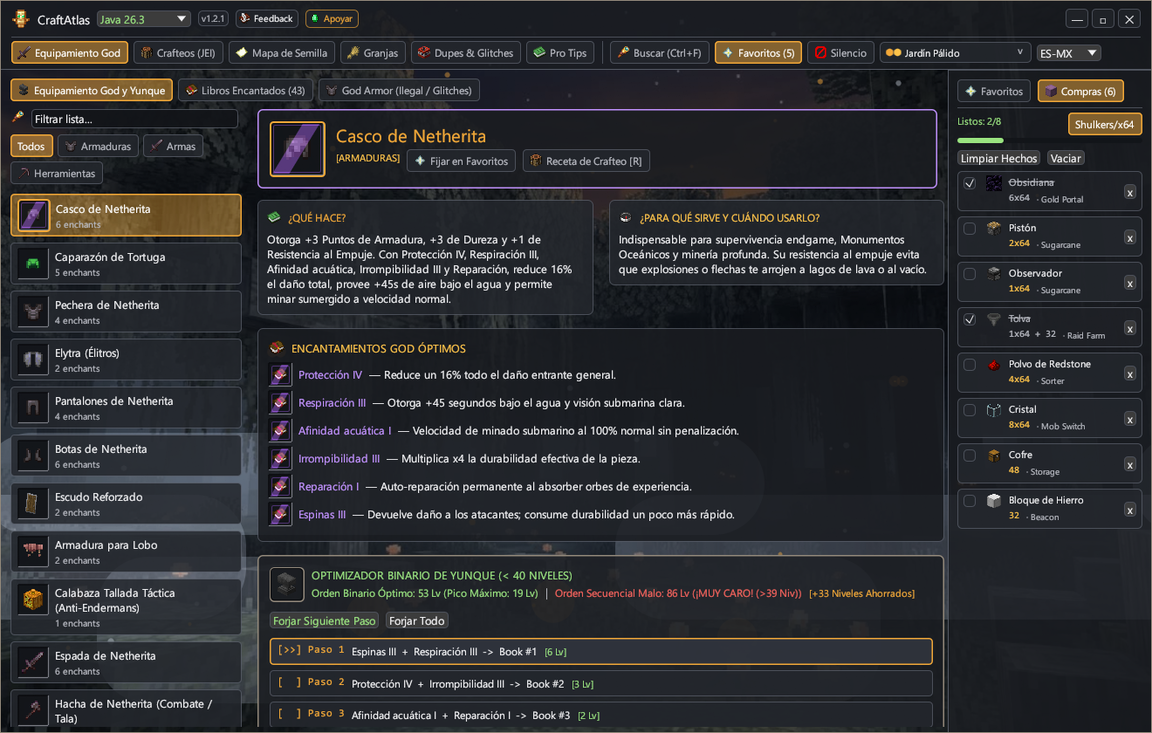 CraftAtlas Java 26.3 v1.2.1 Feedback Apoyar
Equipamiento God Crafteos (JEI) Mapa de Semilla Granjas Dupes & Glitches Pro Tips Buscar (Ctrl+F) Favoritos (5) Silencio Jardín Pálido ES-MX
Equipamiento God y Yunque Libros Encantados (43) God Armor (Ilegal / Glitches)
Filtrar lista...
Todos Armaduras Armas
Herramientas
Casco de Netherita
6 enchants
Caparazón de Tortuga
5 enchants
Pechera de Netherita
4 enchants
Elytra (Élitros)
2 enchants
Pantalones de Netherita
4 enchants
Botas de Netherita
6 enchants
Escudo Reforzado
2 enchants
Armadura para Lobo
2 enchants
Calabaza Tallada Táctica
(Anti-Endermans)
1 enchants
Espada de Netherita
6 enchants
Hacha de Netherita (Combate /
Tala)
Casco de Netherita
[ARMADURAS] Fijar en Favoritos Receta de Crafteo [R]
¿QUÉ HACE?
Otorga +3 Puntos de Armadura, +3 de Dureza y +1 de
Resistencia al Empuje. Con Protección IV, Respiración III,
Afinidad acuática, Irrompibilidad III y Reparación, reduce 16%
el daño total, provee +45s de aire bajo el agua y permite
minar sumergido a velocidad normal.
¿PARA QUÉ SIRVE Y CUÁNDO USARLO?
Indispensable para supervivencia endgame, Monumentos
Oceánicos y minería profunda. Su resistencia al empuje evita
que explosiones o flechas te arrojen a lagos de lava o al vacío.
ENCANTAMIENTOS GOD ÓPTIMOS
Protección IV — Reduce un 16% todo el daño entrante general.
Respiración III — Otorga +45 segundos bajo el agua y visión submarina clara.
Afinidad acuática I — Velocidad de minado submarino al 100% normal sin penalización.
Irrompibilidad III — Multiplica x4 la durabilidad efectiva de la pieza.
Reparación I — Auto-reparación permanente al absorber orbes de experiencia.
Espinas III — Devuelve daño a los atacantes; consume durabilidad un poco más rápido.
OPTIMIZADOR BINARIO DE YUNQUE (< 40 NIVELES)
Orden Binario Óptimo: 53 Lv (Pico Máximo: 19 Lv) | Orden Secuencial Malo: 86 Lv (¡MUY CARO! (>39 Niv)) [+33 Niveles Ahorrados]
Forjar Siguiente Paso Forjar Todo
[>>] Paso 1 Espinas III + Respiración III -> Book #1 [6 Lv]
[ ] Paso 2 Protección IV + Irrompibilidad III -> Book #2 [3 Lv]
[ ] Paso 3 Afinidad acuática I + Reparación I -> Book #3 [2 Lv]
Favoritos Compras (6)
Listos: 2/8 Shulkers/x64
Limpiar Hechos Vaciar
Obsidiana
6x64 · Gold Portal x
Pistón
2x64 · Sugarcane x
Observador
1x64 · Sugarcane x
Tolva
1x64 + 32 · Raid Farm x
Polvo de Redstone
4x64 · Sorter x
Cristal
8x64 · Mob Switch x
Cofre
48 · Storage x
Bloque de Hierro
32 · Beacon x